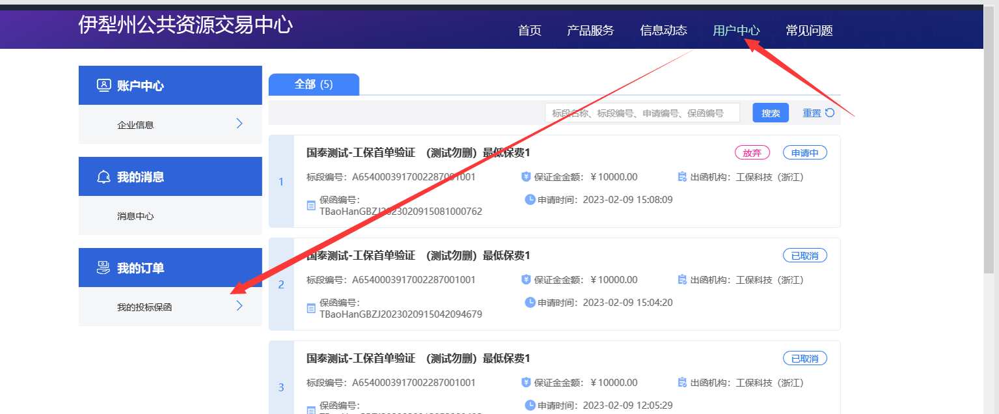 伊犁州公共资源交易中心
首页 产品服务 信息动态 用户中心 常见问题
账户中心
企业信息
我的消息
消息中心
我的订单
我的投标保函
全部 (5)
标段名称、标段编号、申请编号、保函编号 搜索 重置
1
国泰测试-工保首单验证 （测试勿删）最低保费1 放弃 申请中
标段编号：A6540003917002287001001 保证金金额：￥10000.00 出函机构：工保科技（浙江）
保函编号： 申请时间：2023-02-09 15:08:09
TBaoHanGBZJ2023020915081000762
2
国泰测试-工保首单验证 （测试勿删）最低保费1 已取消
标段编号：A6540003917002287001001 保证金金额：￥10000.00 出函机构：工保科技（浙江）
保函编号： 申请时间：2023-02-09 15:04:20
TBaoHanGBZJ2023020915042094679
3
国泰测试-工保首单验证 （测试勿删）最低保费1 已取消
标段编号：A6540003917002287001001 保证金金额：￥10000.00 出函机构：工保科技（浙江）
保函编号： 申请时间：2023-02-09 12:05:29